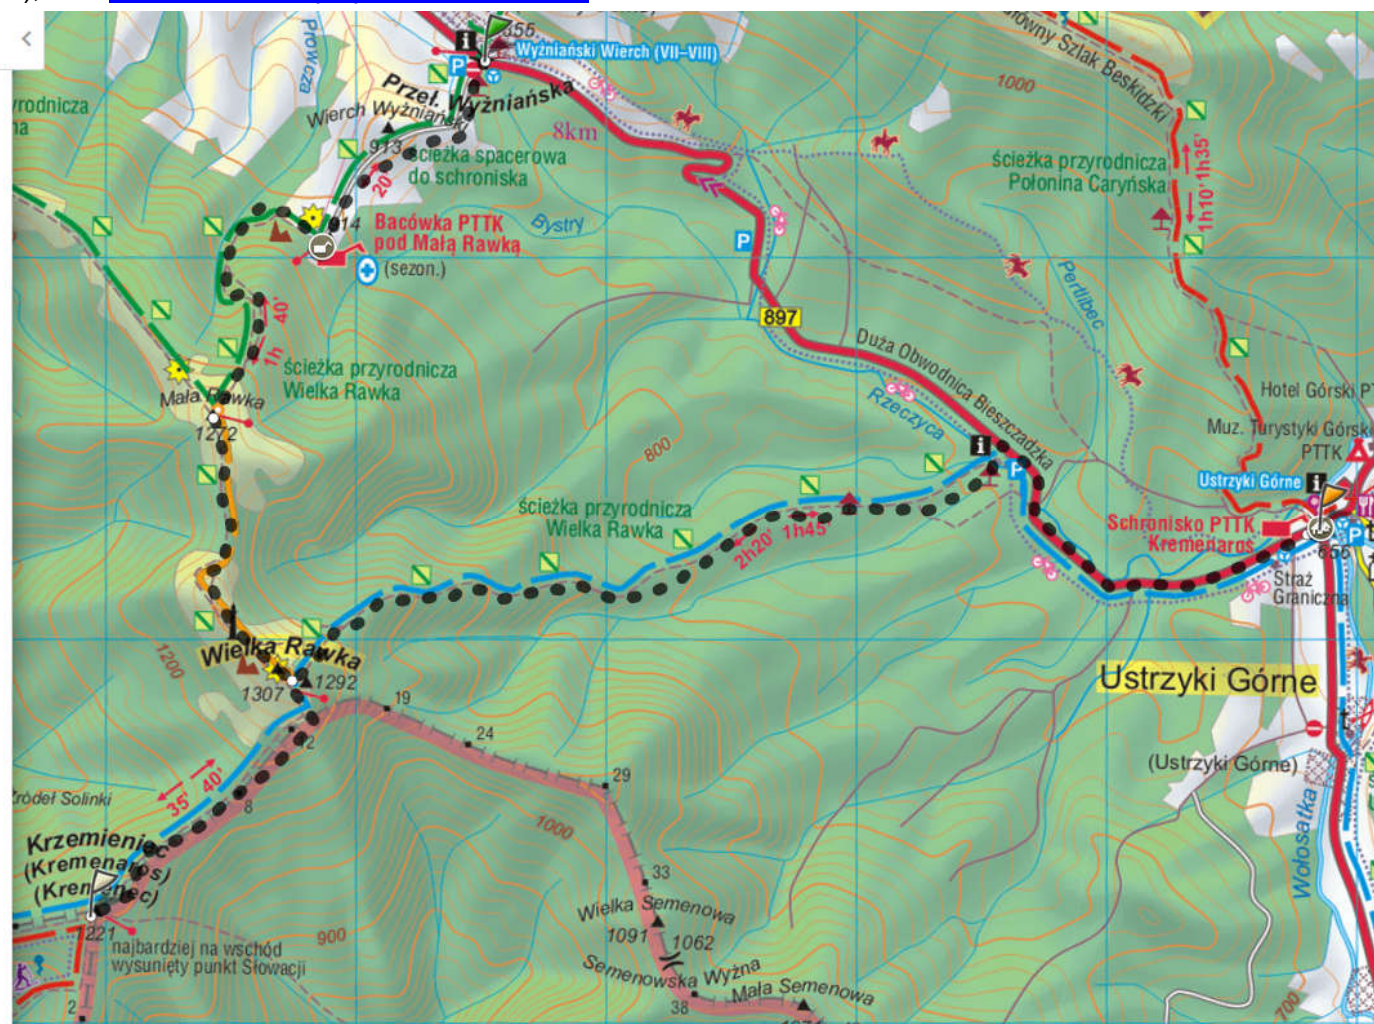 Prowcza
855
Wyżniański Wierch (VII–VIII)
i
P
Główny Szlak Beskidzki
1000
Przeł. Wyżniańska
Wierch Wyżniański
913
8km
ścieżka spacerowa
do schroniska
20'
ścieżka przyrodnicza
Połonina Caryńska
1h10'
1h35'
Bacówka PTTK
pod Małą Rawką
(sezon.)
Bystry
P
Pertlibec
897
40'
1h
ścieżka przyrodnicza
Wielka Rawka
Duża Obwodnica Bieszczadzka
Mała Rawka
1272
Rzeczyca
Hotel Górski
Muz. Turystyki
PTTK
800
i
P
Ustrzyki Górne
i
ścieżka przyrodnicza
Wielka Rawka
2h20'
1h45'
Schronisko PTTK
Kremenaros
656
P
Straż
Graniczna
1200
Wielka Rawka
1307
1292
Ustrzyki Górne
19
12
24
(Ustrzyki Górne)
35'
40'
29
8
źródeł Solinki
Wołosatka
Krzemieniec
(Kremenaros)
(Kremenec)
1000
33
Wielka Semenowa
1091
1062
1221
900
najbardziej na wschód
wysunięty punkt Słowacji
Semenowska Wyżna
Mała Semenowa
38
2
700